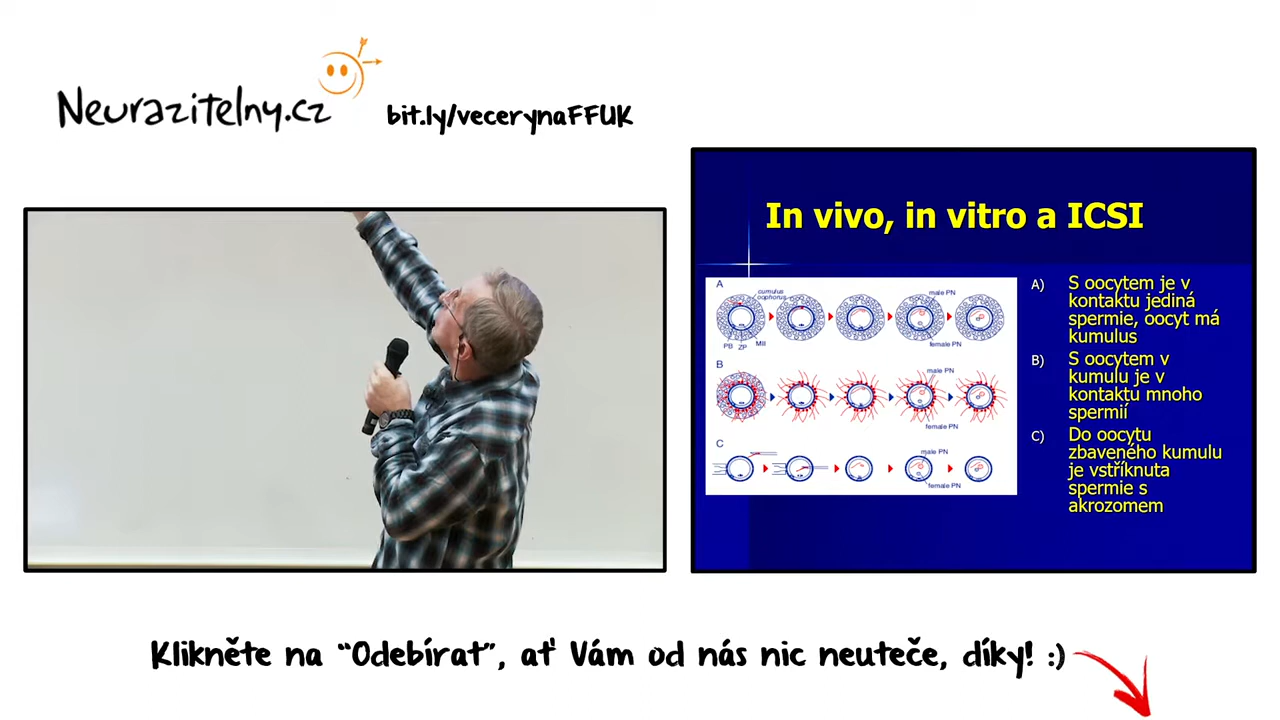 Neurazitelny.cz
bit.ly/vecerynaFFUK
In vivo, in vitro a ICSI
A
cumulus
oophorus
male PN
PB
ZP
MII
female PN
B
male PN
female PN
C
male PN
female PN
A) S oocytem je v
kontaktu jediná
spermie, oocyt má
kumulus
B) S oocytem v
kumulu je v
kontaktu mnoho
spermií
C) Do oocytu
zbaveného kumulu
je vstříknuta
spermie s
akrozomem
Klikněte na “Odebírat”, ať Vám od nás nic neuteče, díky! :)